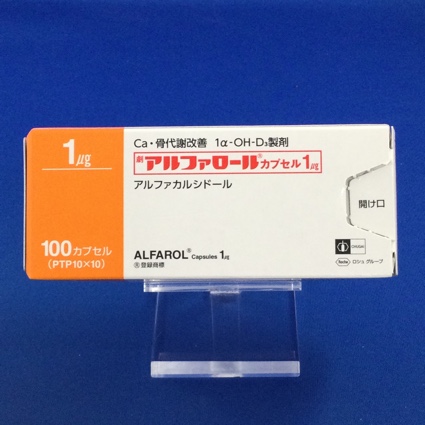 1μg
100カプセル
(PTP10×10)
Ca・骨代謝改善 1α-OH-D₃製剤
劇 アルファロール®カプセル1μg
アルファカルシドール
開け口
ALFAROL® Capsules 1μg
登録商標
CHUGAI
Roche ロシュ グループ